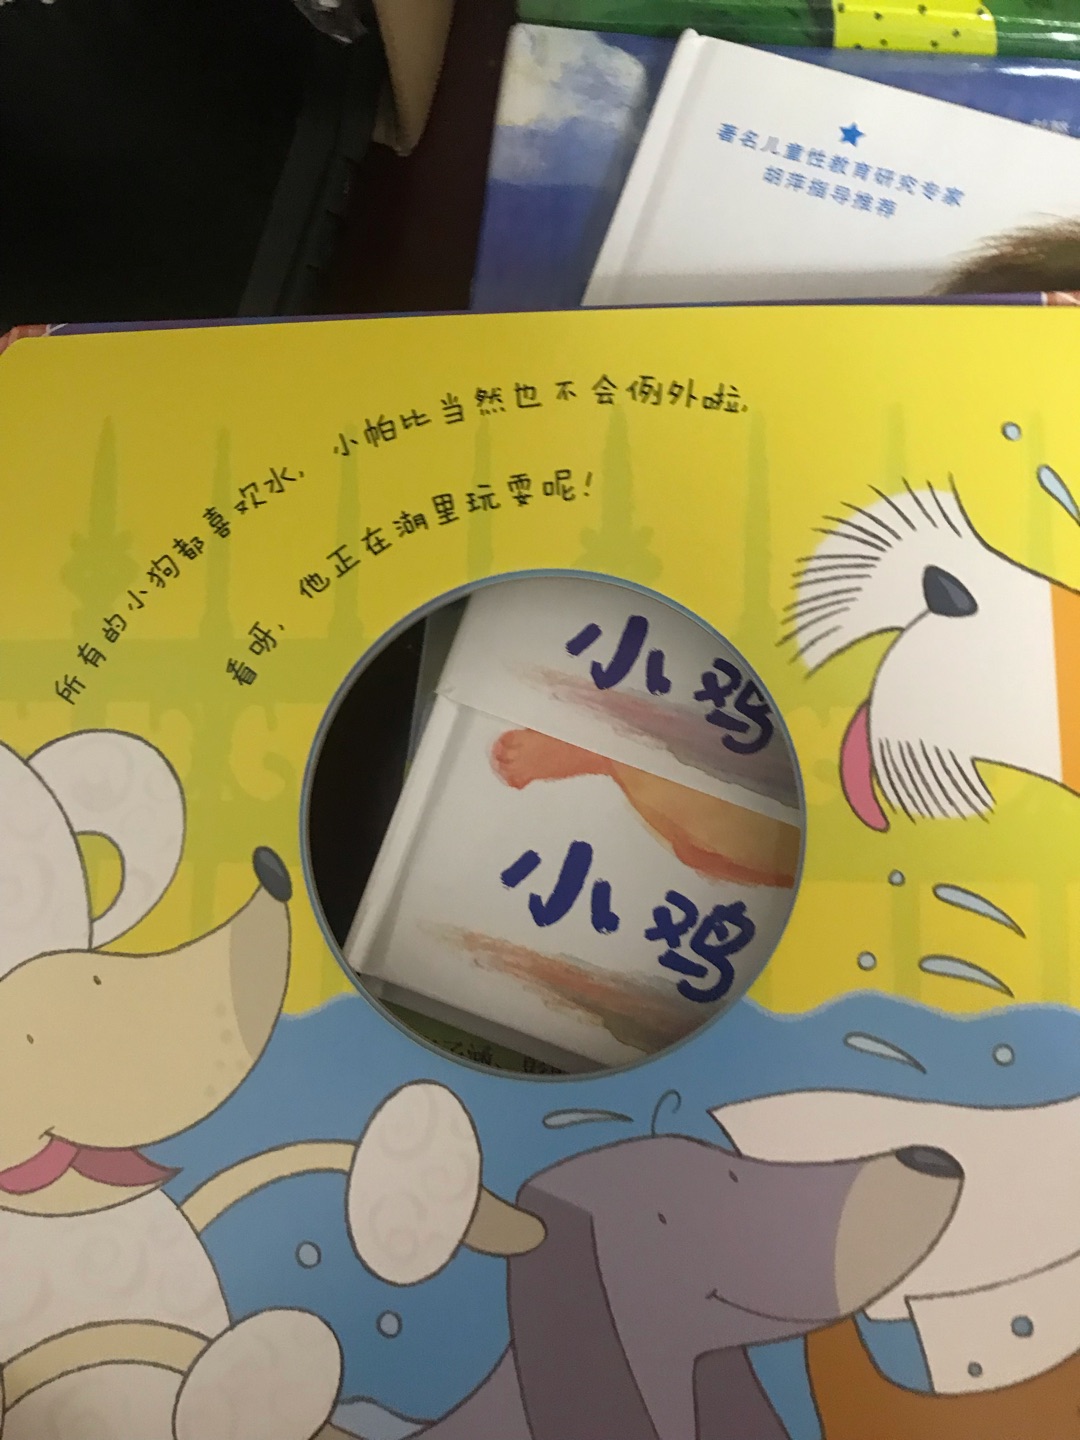 著名儿童性教育研究专家
胡萍指导推荐
所有的小狗都喜欢水，小帕比当然也不会例外啦，
看呀，他正在湖里玩耍呢！
小鸡
小鸡